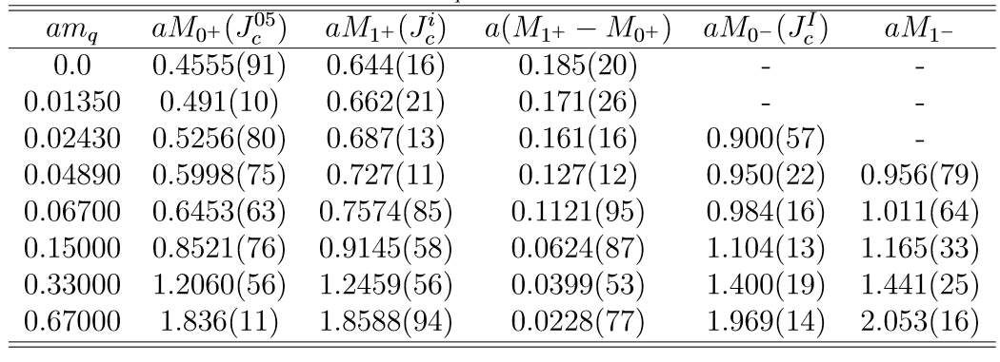 am_q aM_{0^+}(J_c^{05}) aM_{1^+}(J_c^i) a(M_{1^+} − M_{0^+}) aM_{0^-}(J_c^I) aM_{1^-}
0.0 0.4555(91) 0.644(16) 0.185(20) - -
0.01350 0.491(10) 0.662(21) 0.171(26) - -
0.02430 0.5256(80) 0.687(13) 0.161(16) 0.900(57) -
0.04890 0.5998(75) 0.727(11) 0.127(12) 0.950(22) 0.956(79)
0.06700 0.6453(63) 0.7574(85) 0.1121(95) 0.984(16) 1.011(64)
0.15000 0.8521(76) 0.9145(58) 0.0624(87) 1.104(13) 1.165(33)
0.33000 1.2060(56) 1.2459(56) 0.0399(53) 1.400(19) 1.441(25)
0.67000 1.836(11) 1.8588(94) 0.0228(77) 1.969(14) 2.053(16)